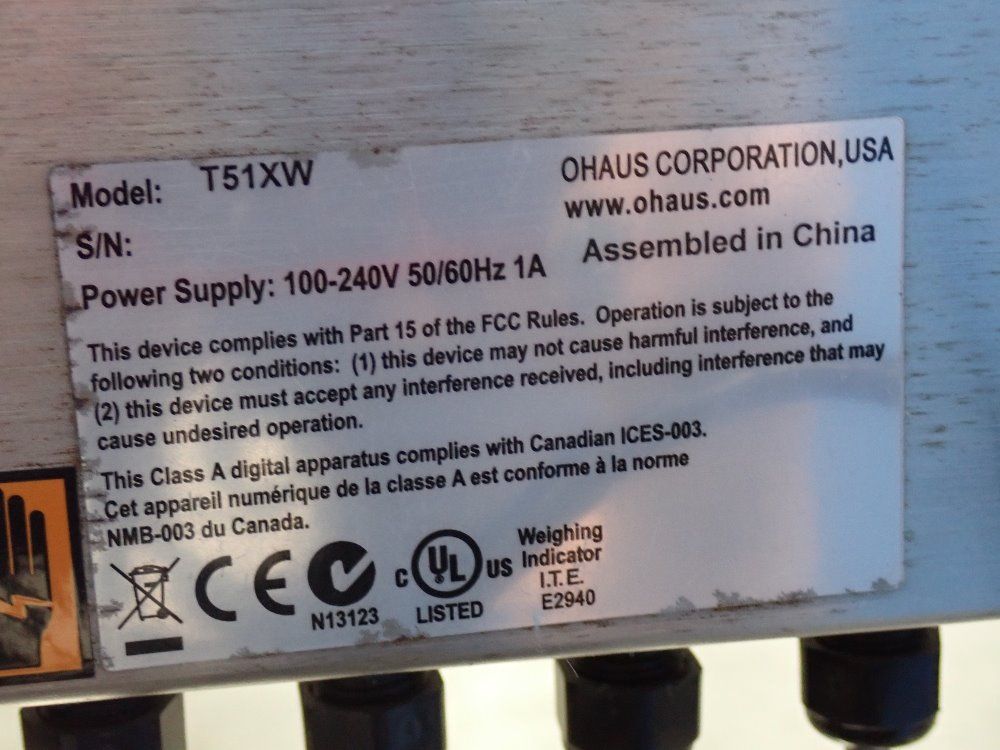 Model: T51XW
OHAUS CORPORATION,USA
www.ohaus.com
S/N:
Assembled in China
Power Supply: 100-240V 50/60Hz 1A
This device complies with Part 15 of the FCC Rules. Operation is subject to the
following two conditions: (1) this device may not cause harmful interference, and
(2) this device must accept any interference received, including interference that may
cause undesired operation.
This Class A digital apparatus complies with Canadian ICES-003.
Cet appareil numérique de la classe A est conforme à la norme
NMB-003 du Canada.
CE
N13123
C UL US
LISTED
Weighing
Indicator
I.T.E.
E2940